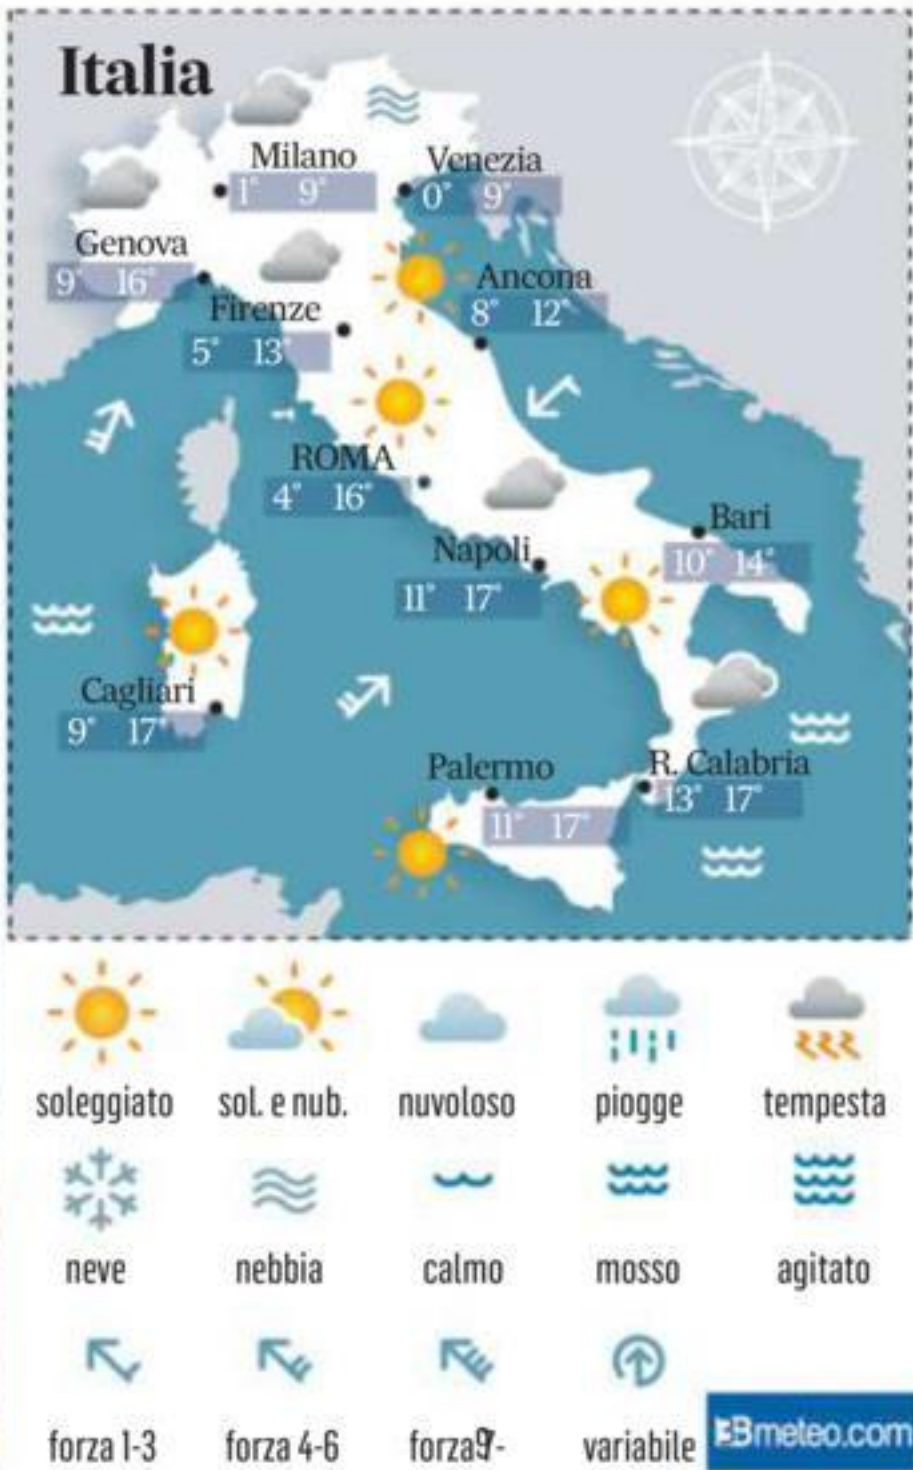 Italia
Milano
1° 9°
Venezia
0° 9°
Genova
9° 16°
Ancona
8° 12°
Firenze
5° 13°
ROMA
4° 16°
Bari
10° 14°
Napoli
11° 17°
Cagliari
9° 17°
Palermo
11° 17°
R. Calabria
13° 17°
soleggiato sol. e nub. nuvoloso piogge tempesta
neve nebbia calmo mosso agitato
forza 1-3 forza 4-6 forza variabile
3Bmeteo.com